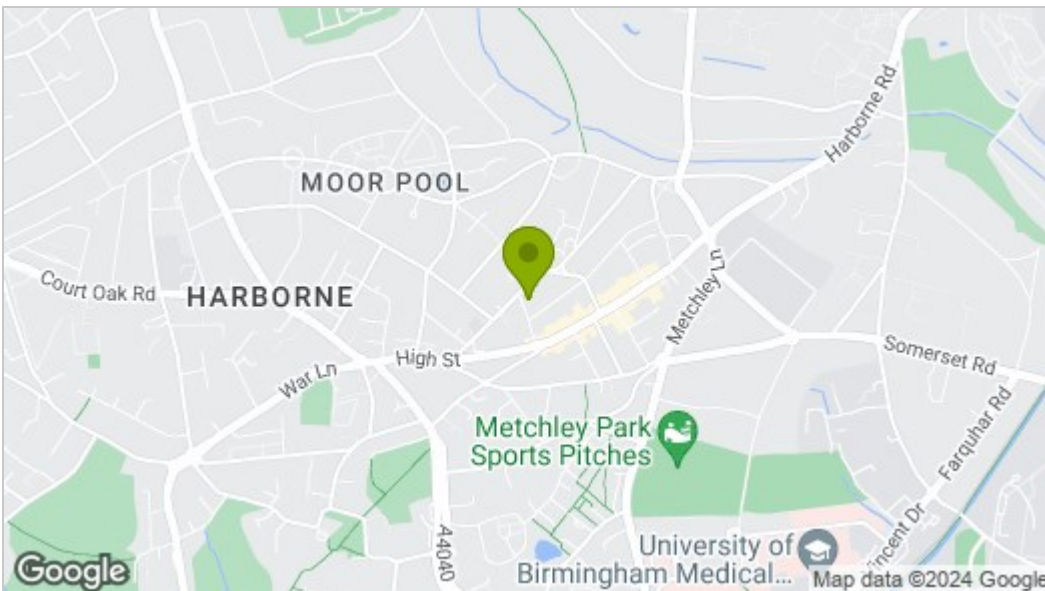 Harborne Rd.
MOOR POOL
Court Oak Rd
HARBORNE
Metchley Ln
High St
War Ln
Somerset Rd
Metchley Park
Sports Pitches
Farquhar Rd
A4040
Vincent Dr
University of
Birmingham Medical...
Google
Map data ©2024 Google